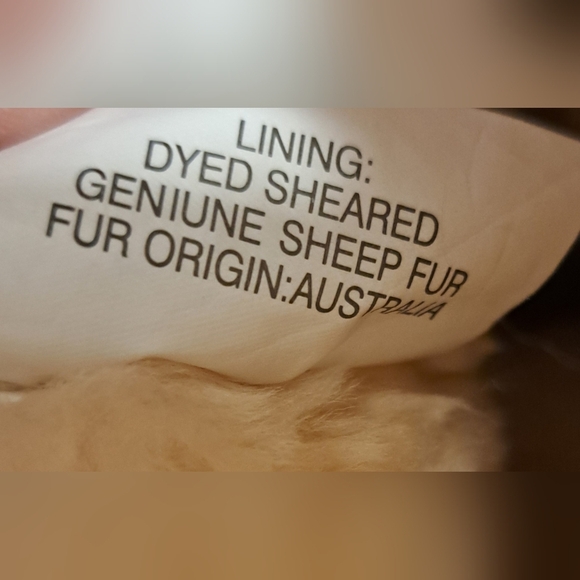 LINING:
DYED SHEARED
GENIUNE SHEEP FUR
FUR ORIGIN:AUSTRALIA